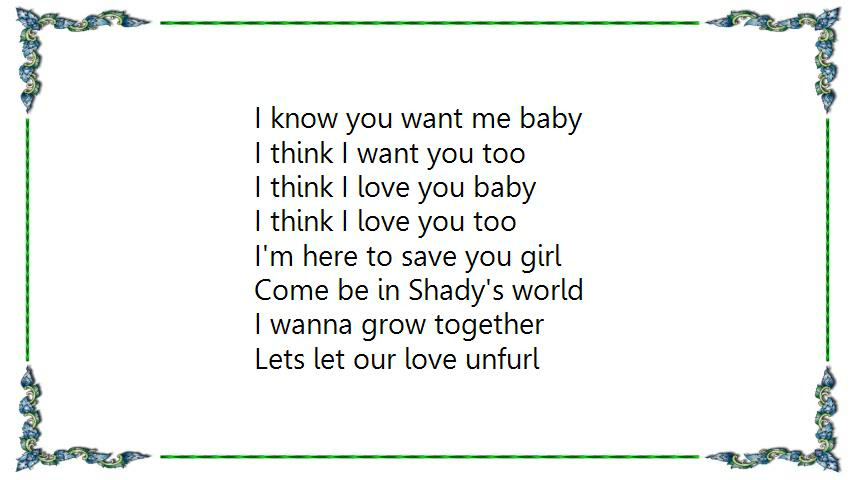 I know you want me baby
I think I want you too
I think I love you baby
I think I love you too
I'm here to save you girl
Come be in Shady's world
I wanna grow together
Lets let our love unfurl